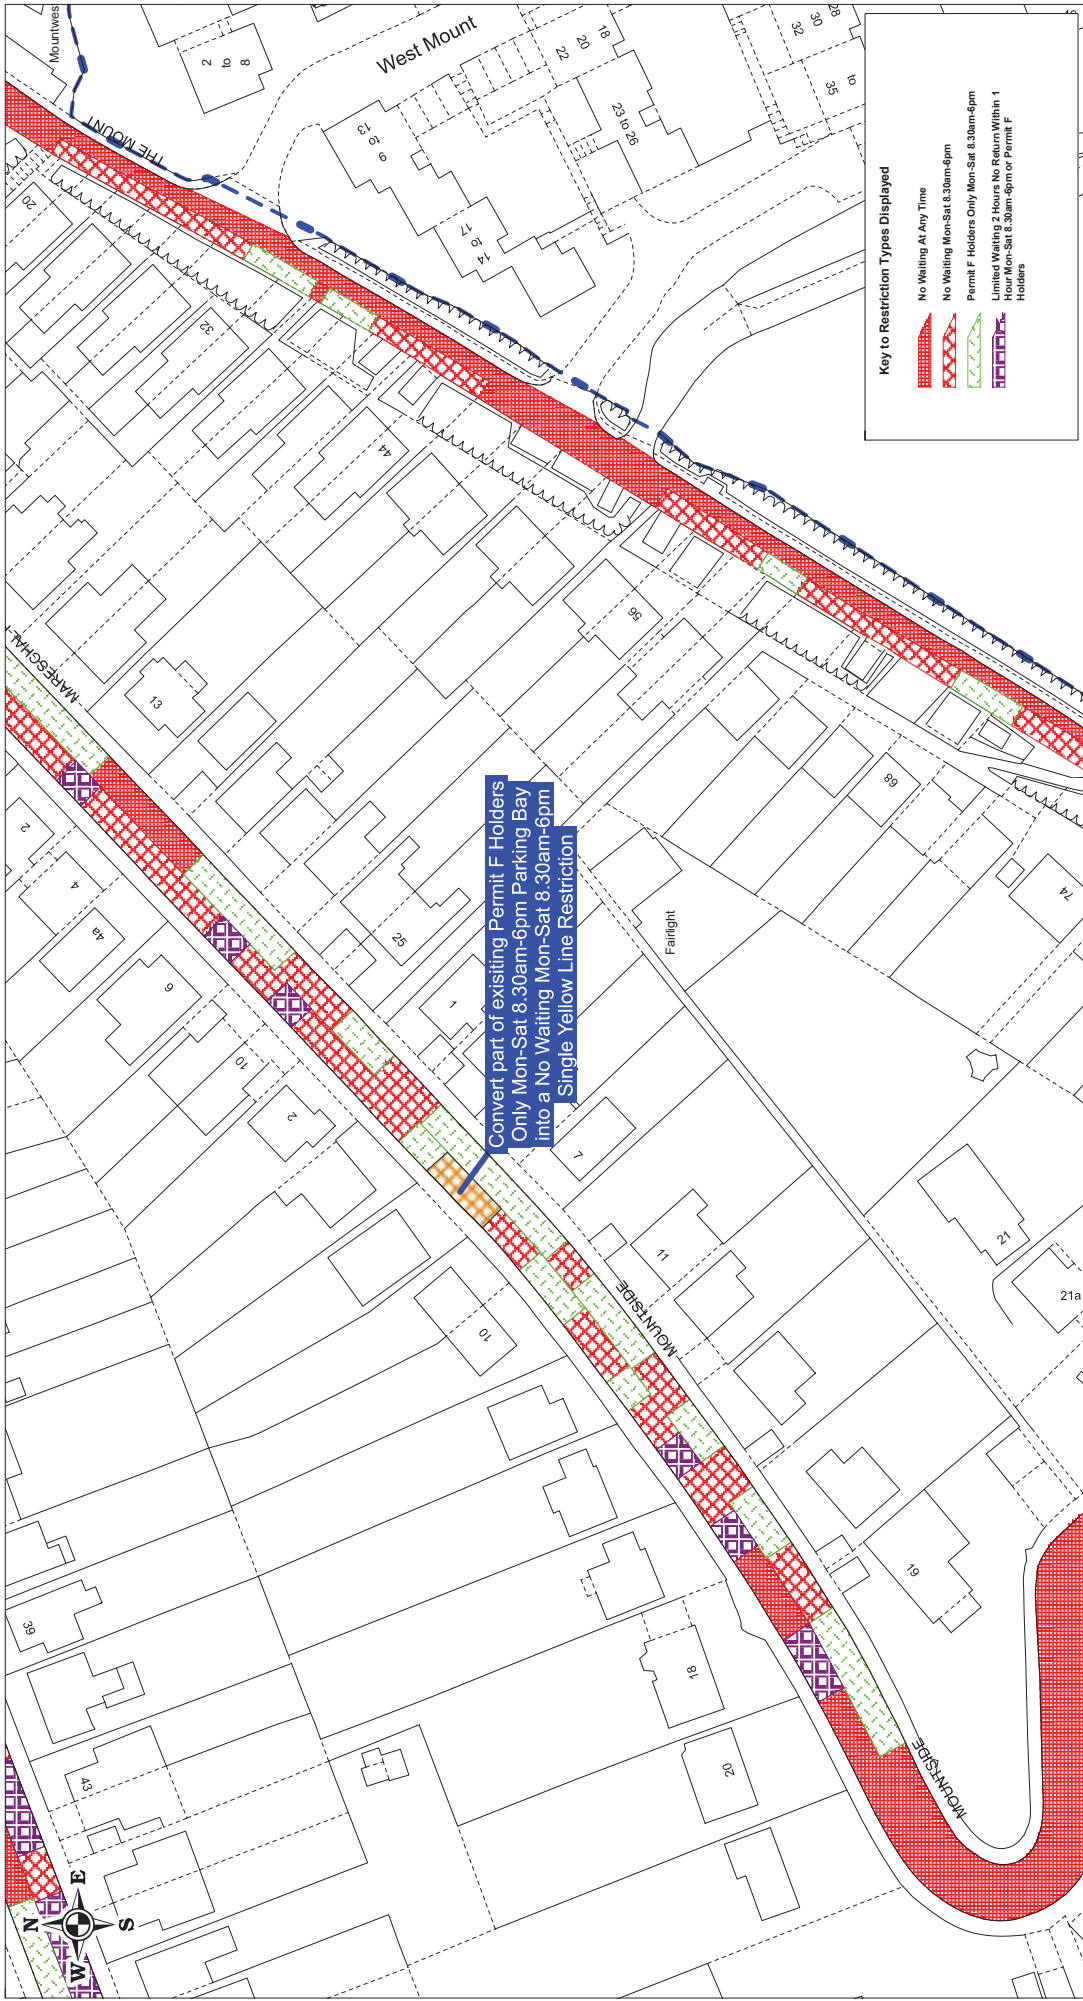 Mountwes
2
to
8
West Mount
18
20
22
28
30
32
35
to
THE MOUNT
9 to 13
23 to 26
14 to 17
20
32
44
56
68
74
Key to Restriction Types Displayed
No Waiting At Any Time
No Waiting Mon-Sat 8.30am-6pm
Permit F Holders Only Mon-Sat 8.30am-6pm
Limited Waiting 2 Hours No Return Within 1
Hour Mon-Sat 8.30am-6pm or Permit F
Holders
MARESCHAL
13
2
4
4a
6
10
2
25
1
Convert part of exisiting Permit F Holders
Only Mon-Sat 8.30am-6pm Parking Bay
into a No Waiting Mon-Sat 8.30am-6pm
Single Yellow Line Restriction
Fairlight
7
10
11
MOUNTSIDE
21
21a
39
18
19
20
43
MOUNTSIDE
N
E
S
W